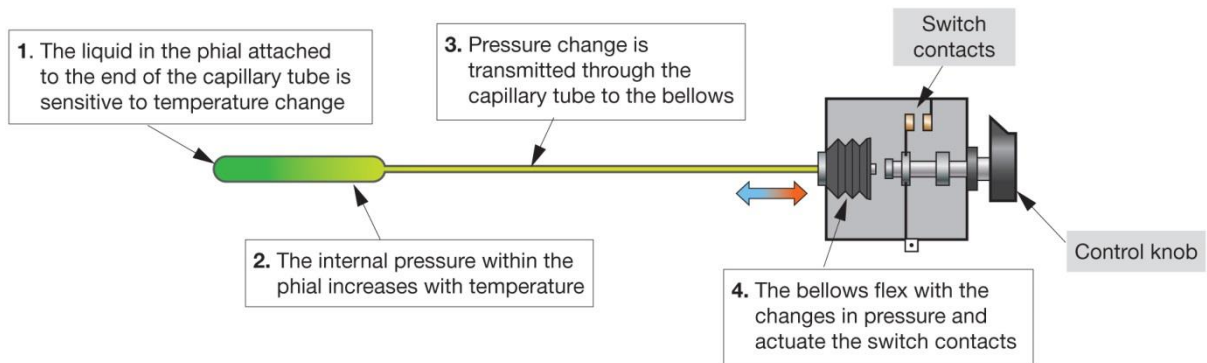 1. The liquid in the phial attached
to the end of the capillary tube is
sensitive to temperature change
3. Pressure change is
transmitted through the
capillary tube to the bellows
Switch
contacts
2. The internal pressure within the
phial increases with temperature
4. The bellows flex with the
changes in pressure and
actuate the switch contacts
Control knob